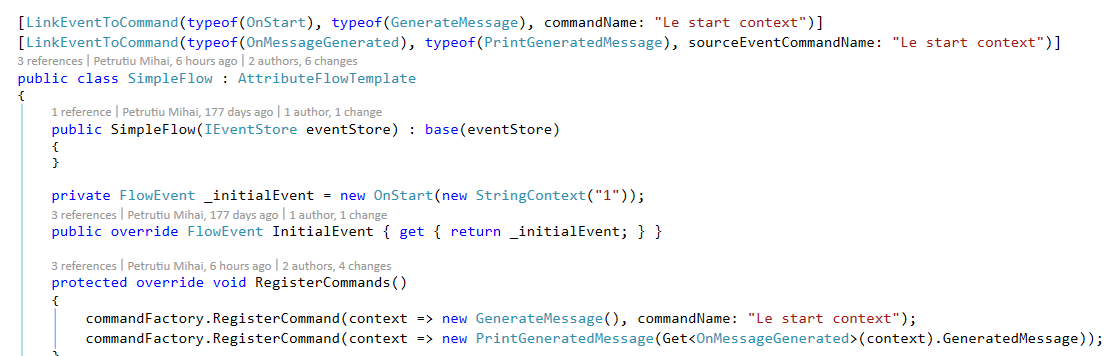 [LinkEventToCommand(typeof(OnStart), typeof(GenerateMessage), commandName: "Le start context")]
[LinkEventToCommand(typeof(OnMessageGenerated), typeof(PrintGeneratedMessage), sourceEventCommandName: "Le start context")]
3 references | Petrutiu Mihai, 6 hours ago | 2 authors, 6 changes
public class SimpleFlow : AttributeFlowTemplate
{
1 reference | Petrutiu Mihai, 177 days ago | 1 author, 1 change
public SimpleFlow(IEventStore eventStore) : base(eventStore)
{
}
private FlowEvent _initialEvent = new OnStart(new StringContext("1"));
3 references | Petrutiu Mihai, 177 days ago | 1 author, 1 change
public override FlowEvent InitialEvent { get { return _initialEvent; } }
3 references | Petrutiu Mihai, 6 hours ago | 2 authors, 4 changes
protected override void RegisterCommands()
{
commandFactory.RegisterCommand(context => new GenerateMessage(), commandName: "Le start context");
commandFactory.RegisterCommand(context => new PrintGeneratedMessage(Get<OnMessageGenerated>(context).GeneratedMessage));
}